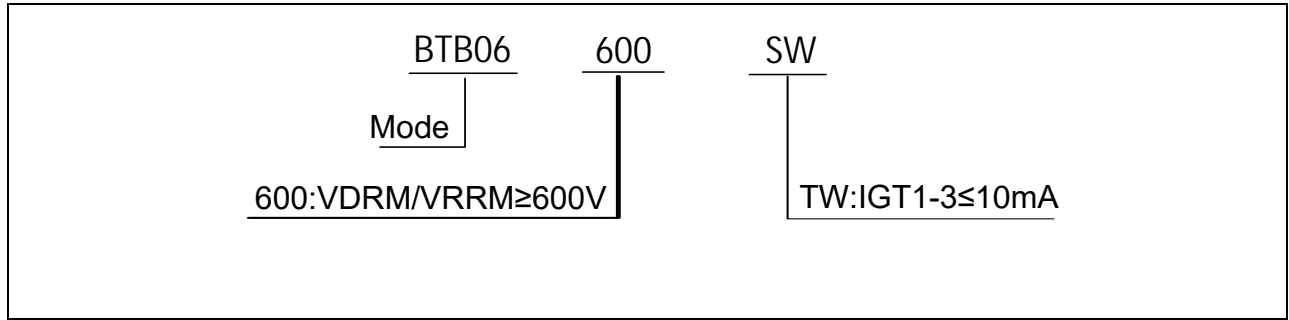 BTB06 600 SW
Mode
600:VDRM/VRRM≥600V TW:IGT1-3≤10mA